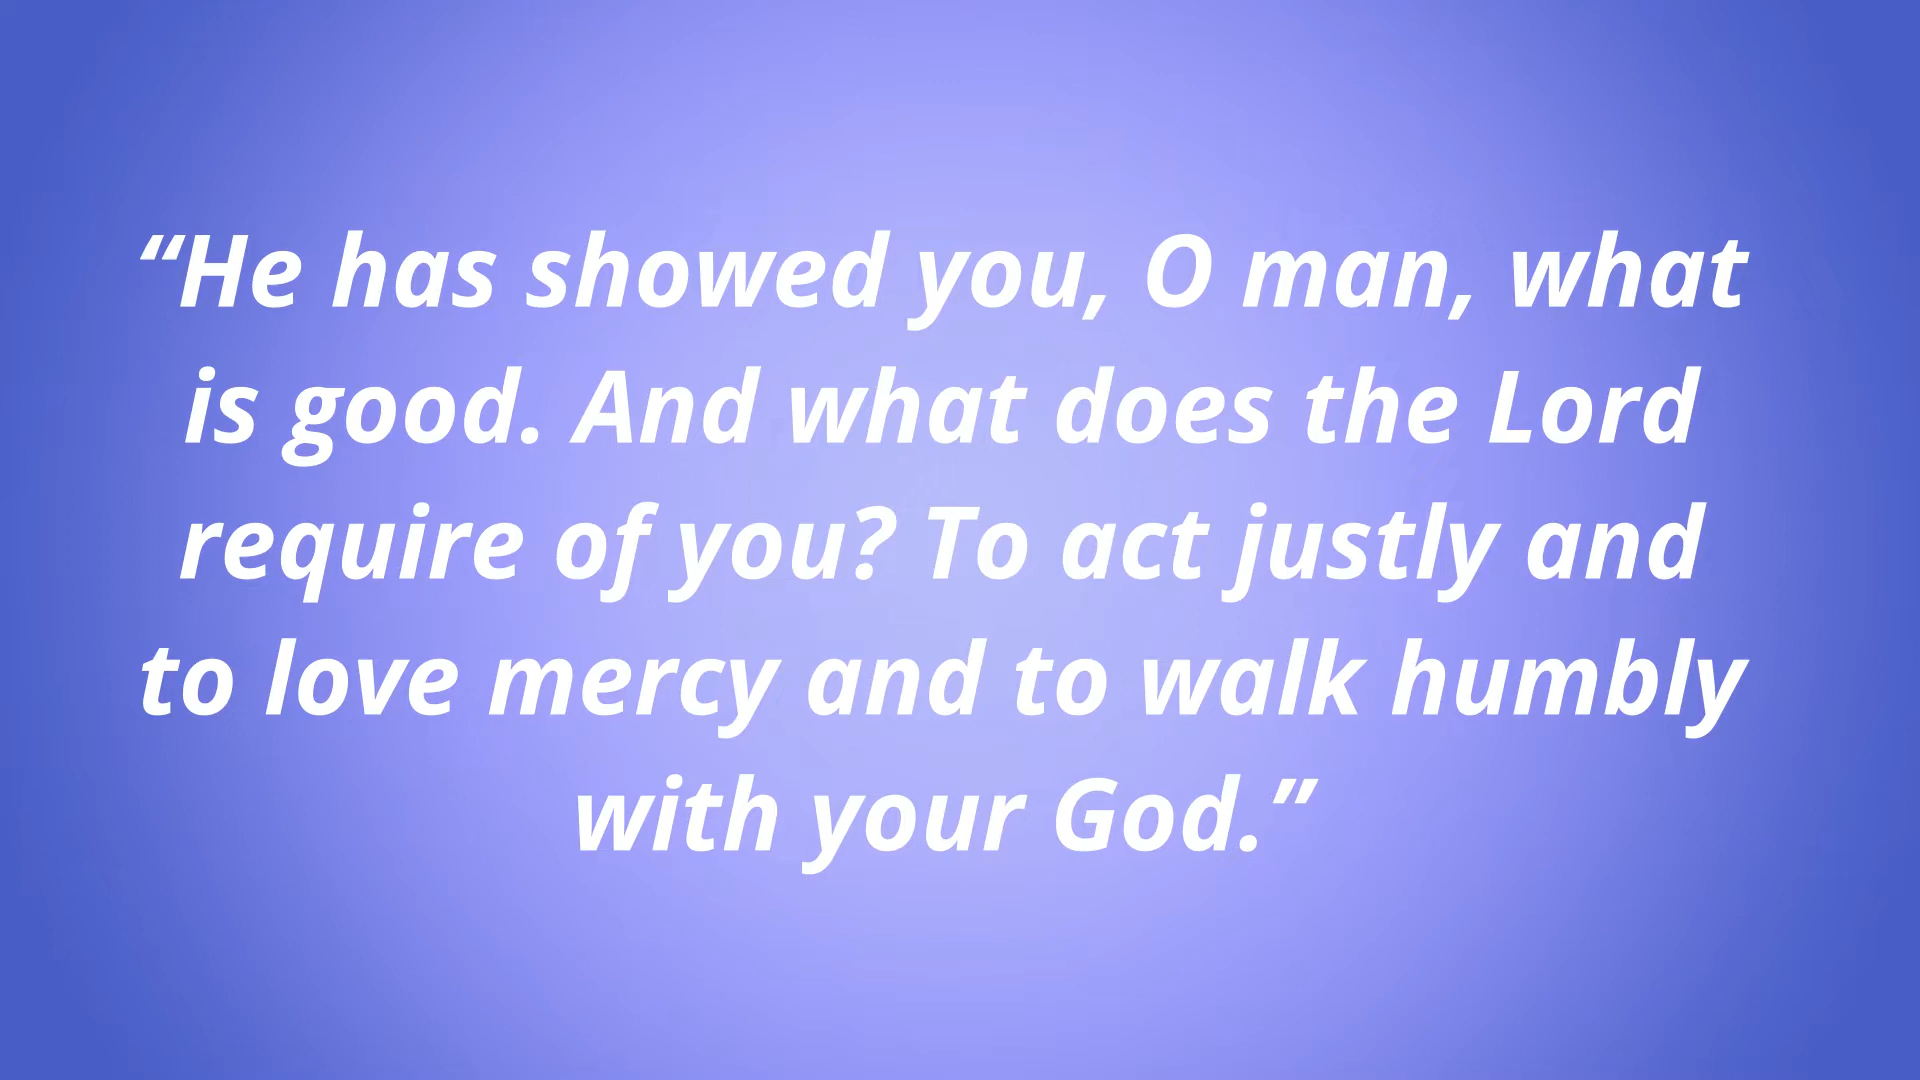 “He has showed you, O man, what
is good. And what does the Lord
require of you? To act justly and
to love mercy and to walk humbly
with your God.”